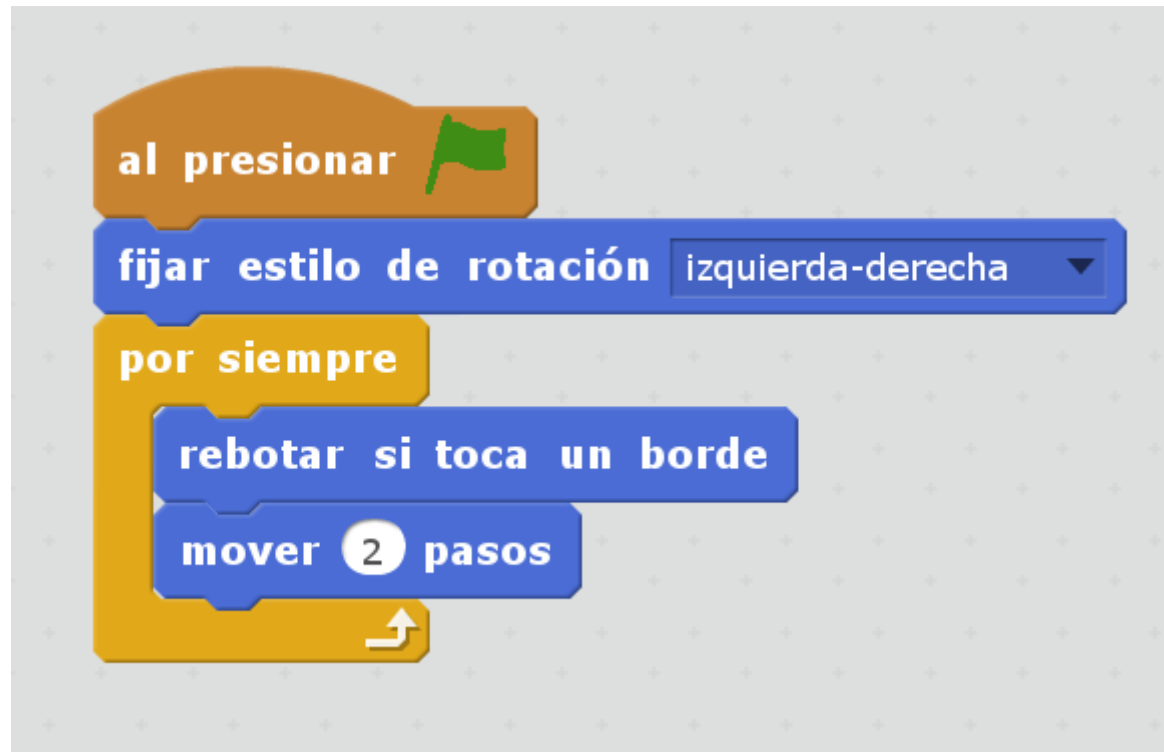 al presionar
fijar estilo de rotación izquierda-derecha
por siempre
rebotar si toca un borde
mover 2 pasos